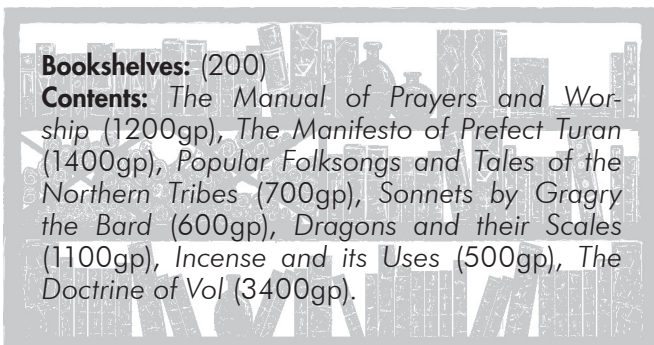 Bookshelves: (200)
Contents: The Manual of Prayers and Wor-
ship (1200gp), The Manifesto of Prefect Turan
(1400gp), Popular Folksongs and Tales of the
Northern Tribes (700gp), Sonnets by Gragry
the Bard (600gp), Dragons and their Scales
(1100gp), Incense and its Uses (500gp), The
Doctrine of Vol (3400gp).